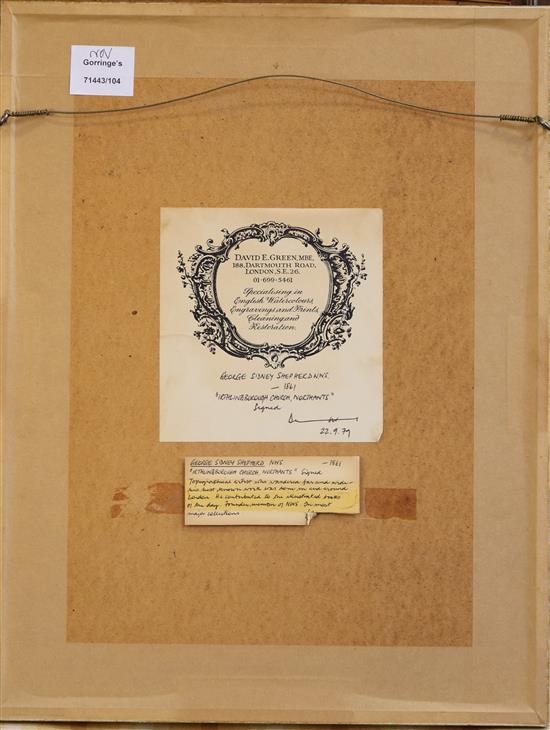 NOV
Gorringe's
71443/104
DAVID E. GREEN, MBE,
188, DARTMOUTH ROAD,
LONDON, S.E. 26.
01-699-5461
Specialising in
English Watercolours,
Engravings and Prints,
Cleaning and
Restoration.
GEORGE SIDNEY SHEPHERD NWS.
— 1861
"IRTHLINGBOROUGH CHURCH, NORTHANTS"
Signed
22.9.79
GEORGE SIDNEY SHEPHERD NWS — 1861
"IRTHLINGBOROUGH CHURCH, NORTHANTS" Signed
Topographical artist who wandered far and wide -
his best known work was done in and around
London. He contributed to the illustrated books
of the day. Founder, member of NWS. In most
major collections